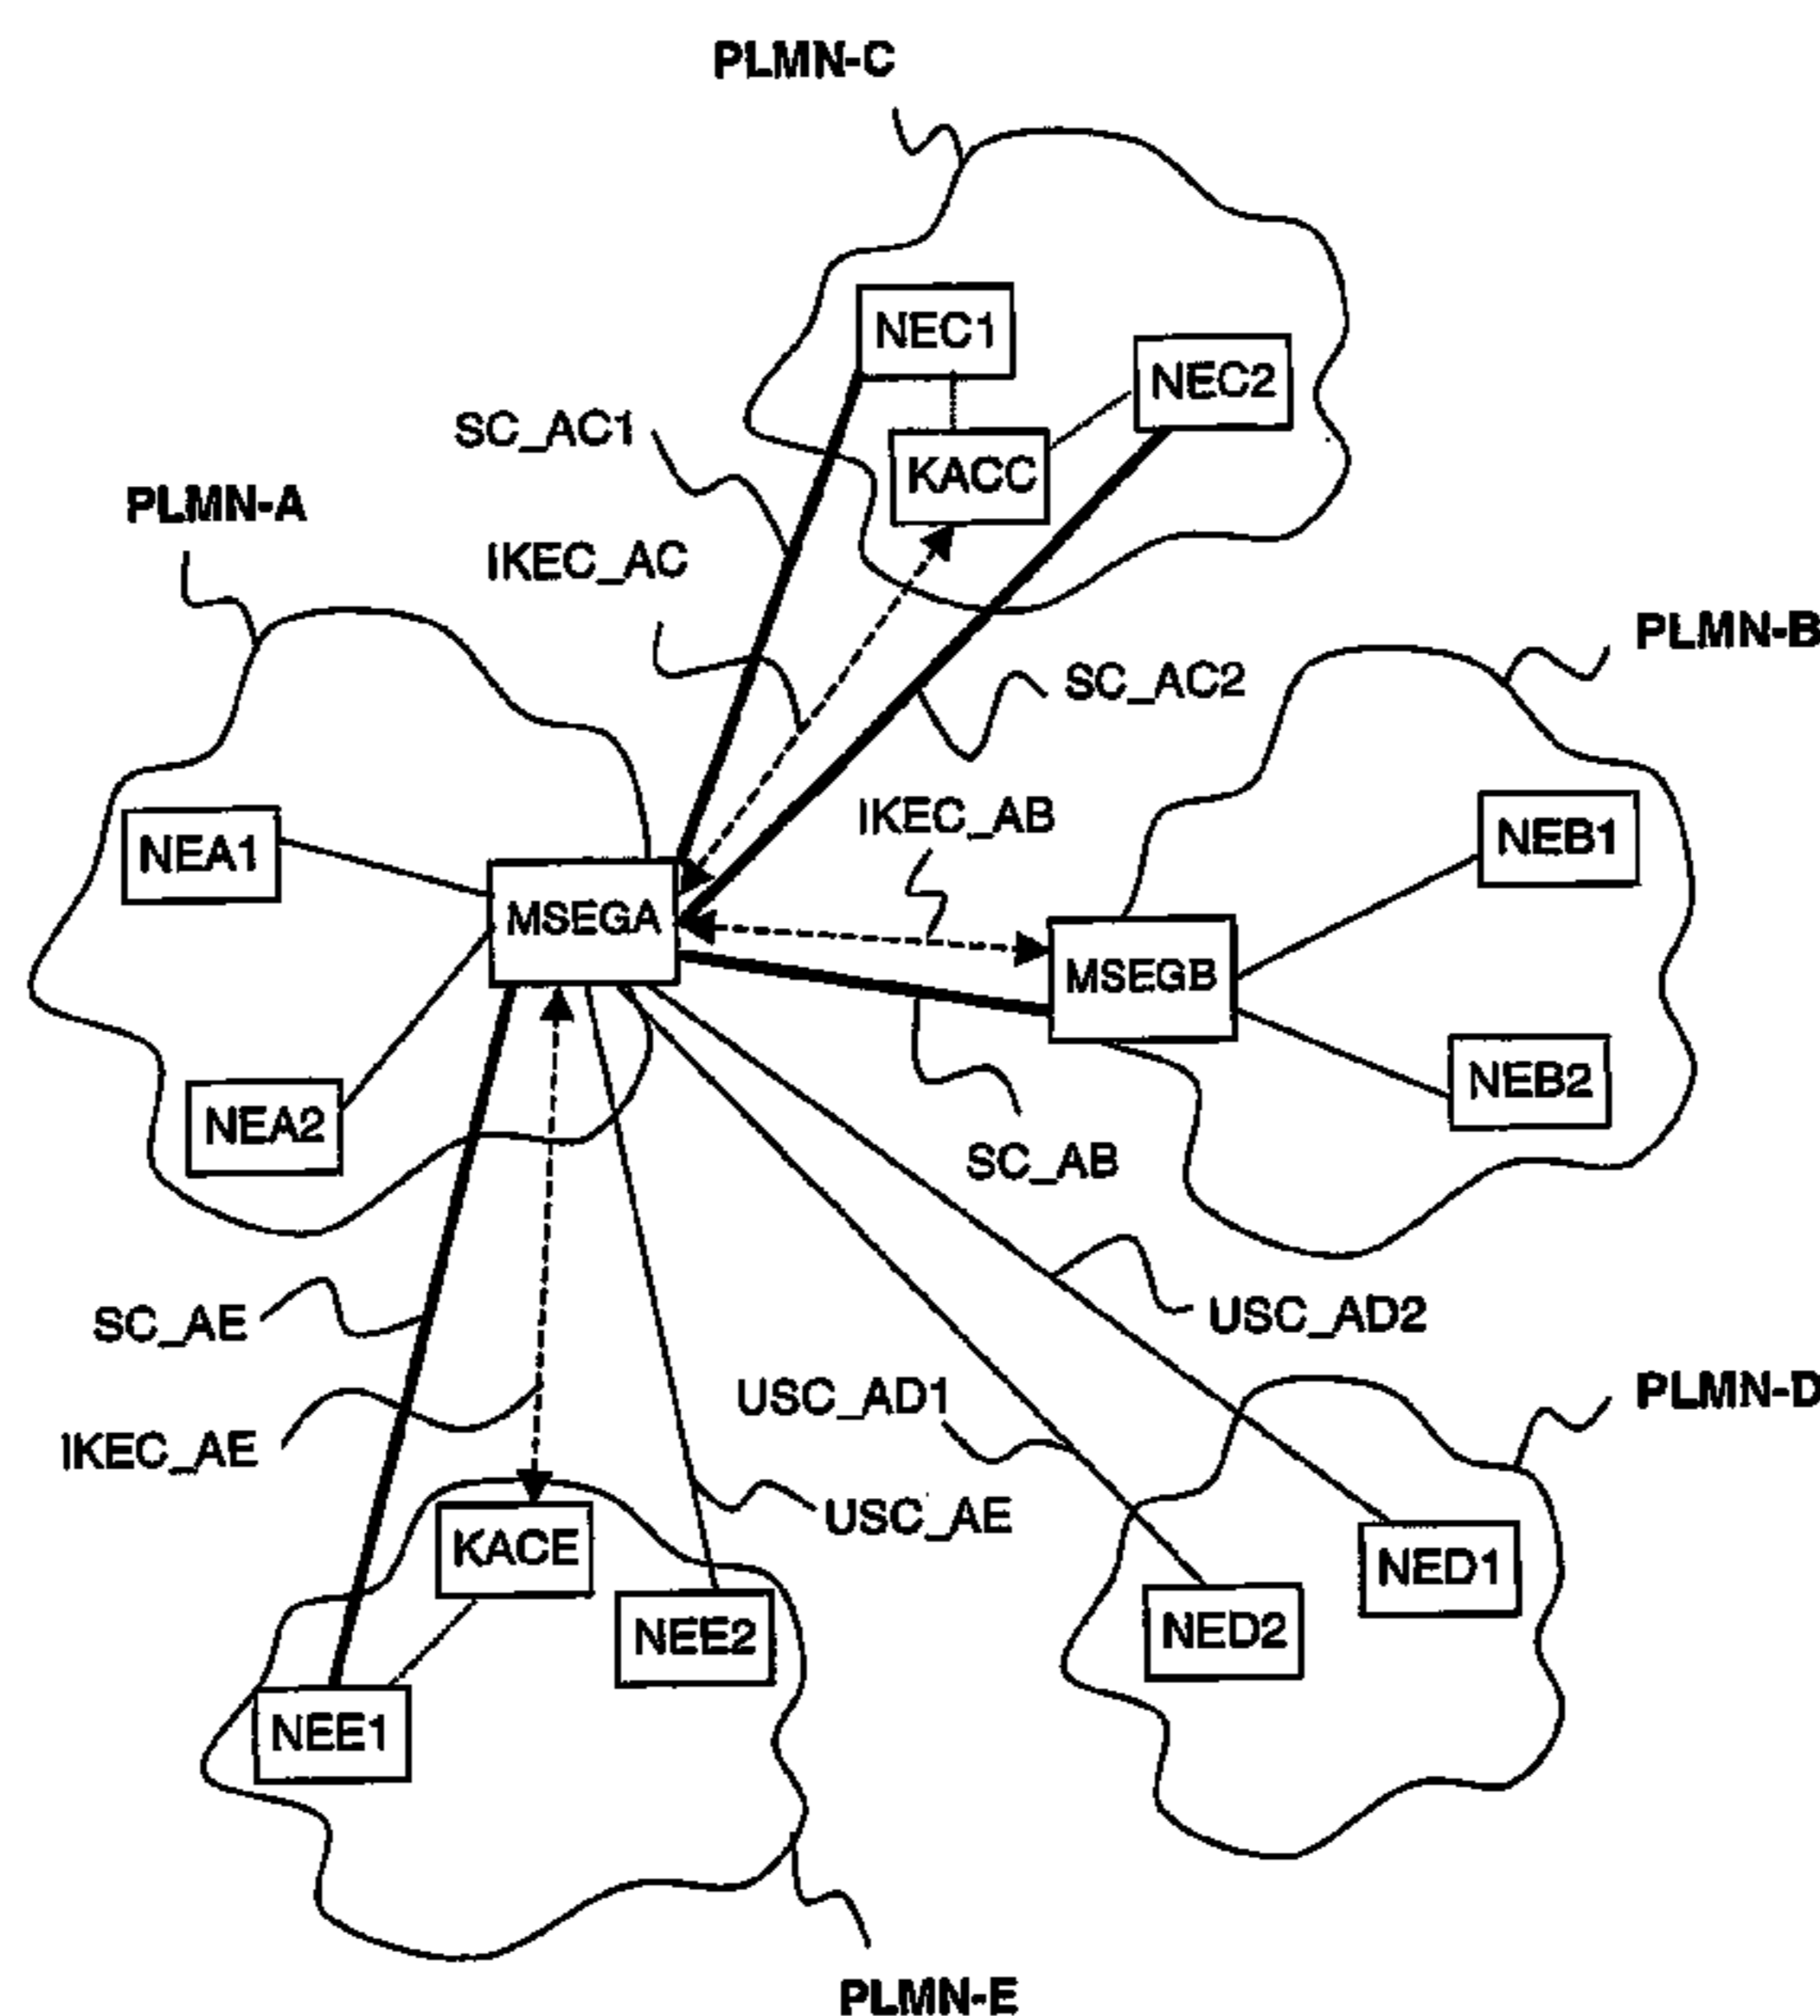 PLMN-C
NEC1
NEC2
SC_AC1
KACC
PLMN-A
IKEC_AC
PLMN-B
SC_AC2
IKEC_AB
NEB1
NEA1
MSEGA
MSEGB
NEB2
NEA2
SC_AB
SC_AE
USC_AD2
USC_AD1
PLMN-D
IKEC_AE
USC_AE
KACE
NED1
NEE2
NED2
NEE1
PLMN-E